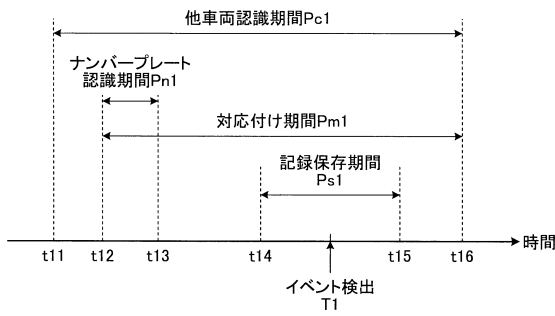 他車両認識期間Pc1
ナンバープレート
認識期間Pn1
対応付け期間Pm1
記録保存期間
Ps1
時間
t11 t12 t13 t14 t15 t16
イベント検出
T1